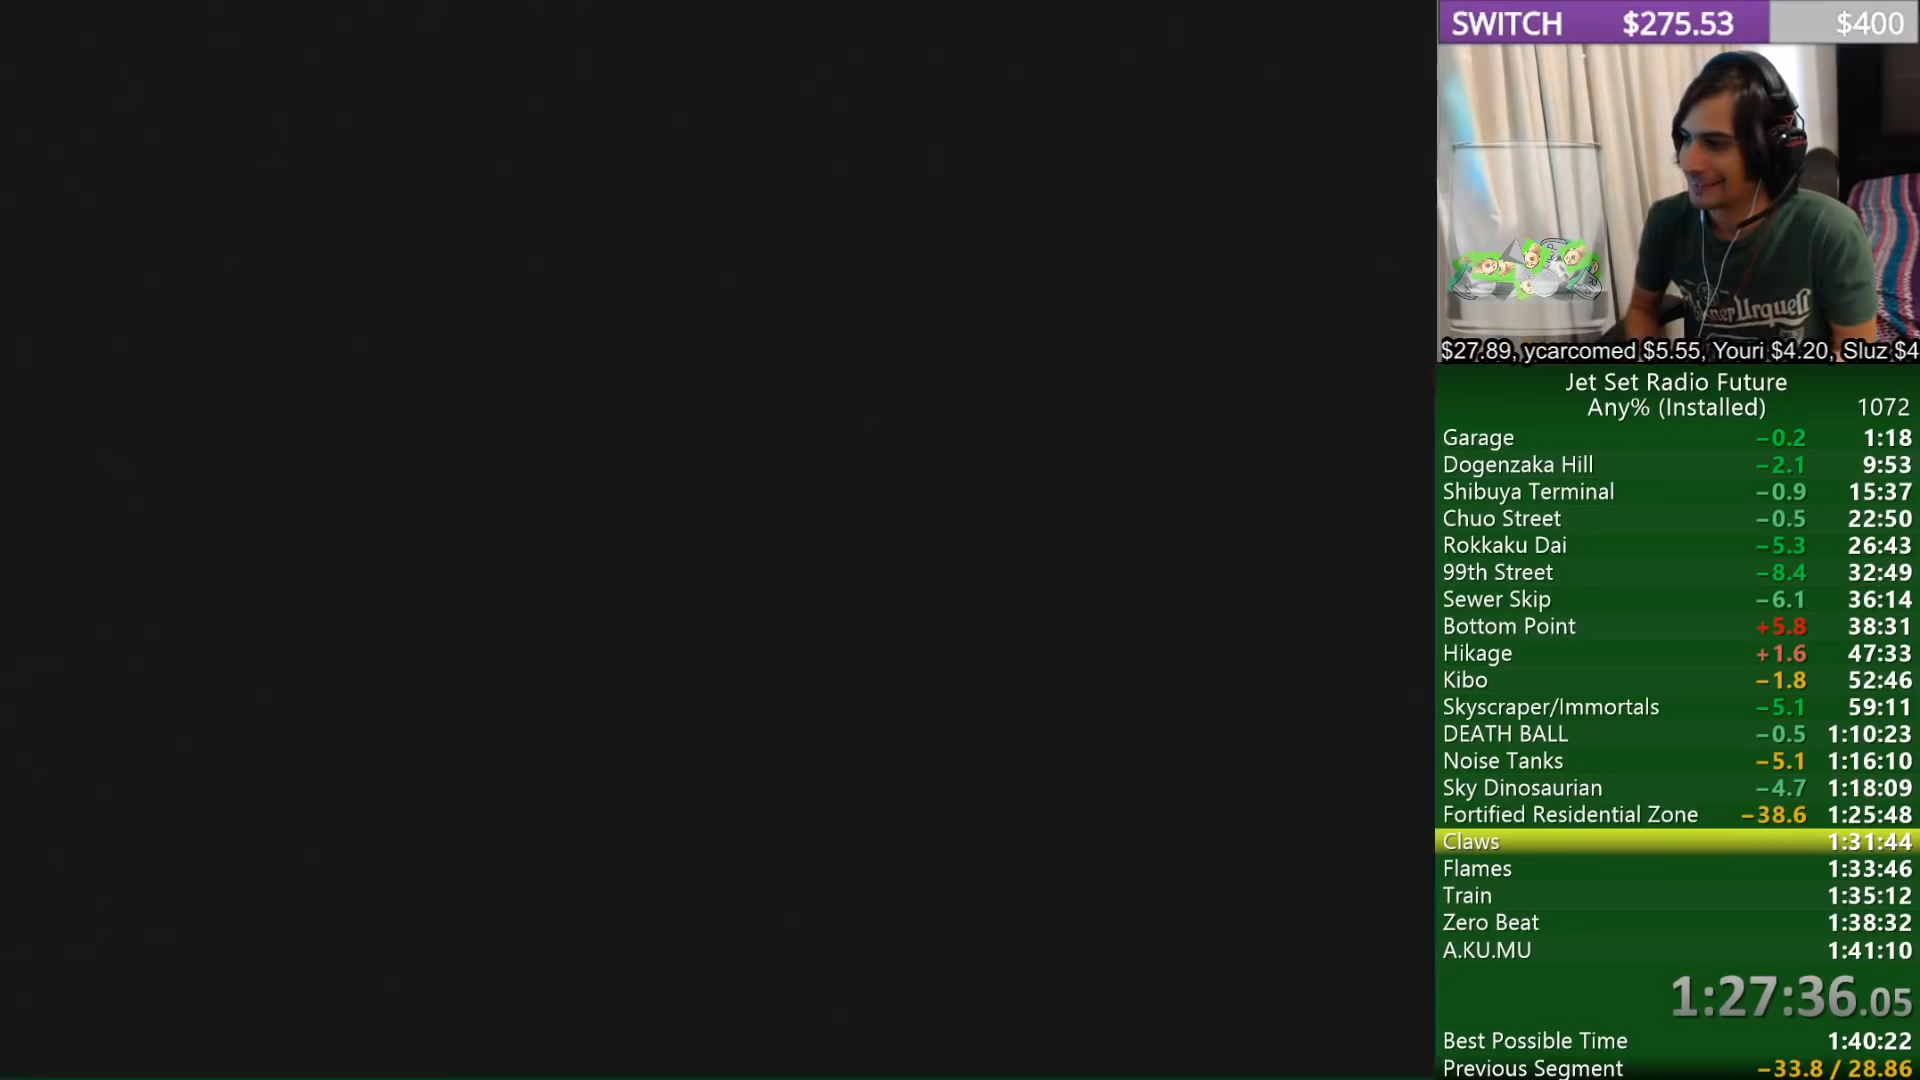 SWITCH $275.53 $400
$27.89, ycarcomed $5.55, Youri $4.20, Sluz $4
Jet Set Radio Future
Any% (Installed) 1072
Garage −0.2 1:18
Dogenzaka Hill −2.1 9:53
Shibuya Terminal −0.9 15:37
Chuo Street −0.5 22:50
Rokkaku Dai −5.3 26:43
99th Street −8.4 32:49
Sewer Skip −6.1 36:14
Bottom Point +5.8 38:31
Hikage +1.6 47:33
Kibo −1.8 52:46
Skyscraper/Immortals −5.1 59:11
DEATH BALL −0.5 1:10:23
Noise Tanks −5.1 1:16:10
Sky Dinosaurian −4.7 1:18:09
Fortified Residential Zone −38.6 1:25:48
Claws 1:31:44
Flames 1:33:46
Train 1:35:12
Zero Beat 1:38:32
A.KU.MU 1:41:10
1:27:36.05
Best Possible Time 1:40:22
Previous Segment −33.8 / 28.86